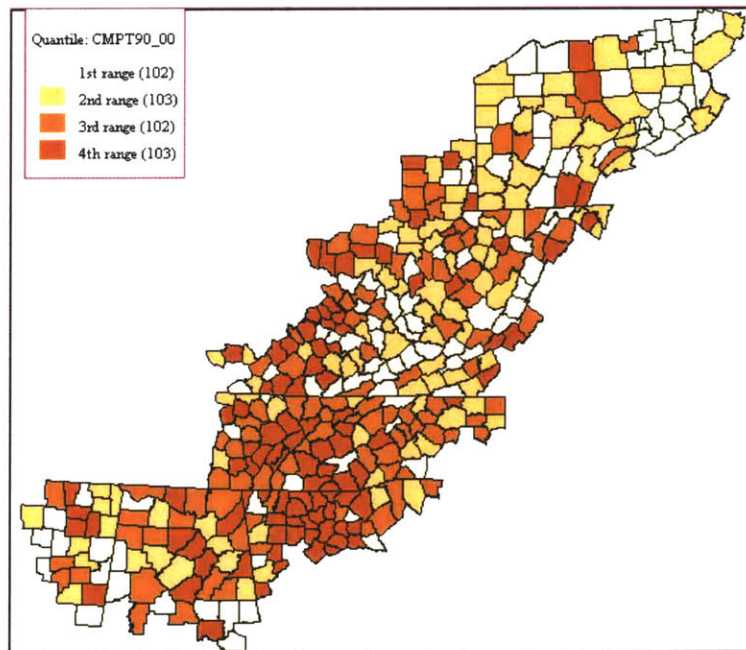 Quantile: CMPT90_00
1st range (102)
2nd range (103)
3rd range (102)
4th range (103)